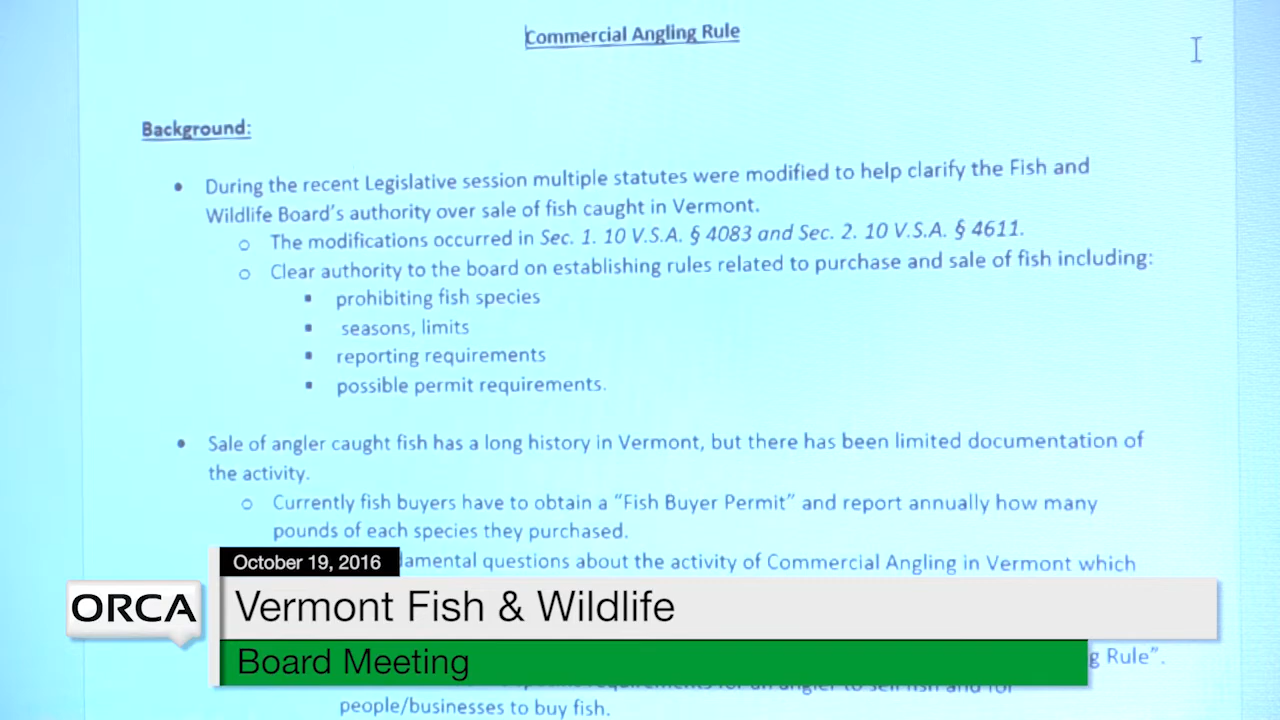 Commercial Angling Rule
Background:
• During the recent Legislative session multiple statutes were modified to help clarify the Fish and
Wildlife Board's authority over sale of fish caught in Vermont.
o The modifications occurred in Sec. 1. 10 V.S.A. § 4083 and Sec. 2. 10 V.S.A. § 4611.
o Clear authority to the board on establishing rules related to purchase and sale of fish including:
▪ prohibiting fish species
▪ seasons, limits
▪ reporting requirements
▪ possible permit requirements.
• Sale of angler caught fish has a long history in Vermont, but there has been limited documentation of
the activity.
o Currently fish buyers have to obtain a “Fish Buyer Permit” and report annually how many
pounds of each species they purchased.
October 19, 2016
questions about the activity of Commercial Angling in Vermont which
ORCA
Vermont Fish & Wildlife
Board Meeting
Rule”.
people/businesses to buy fish.